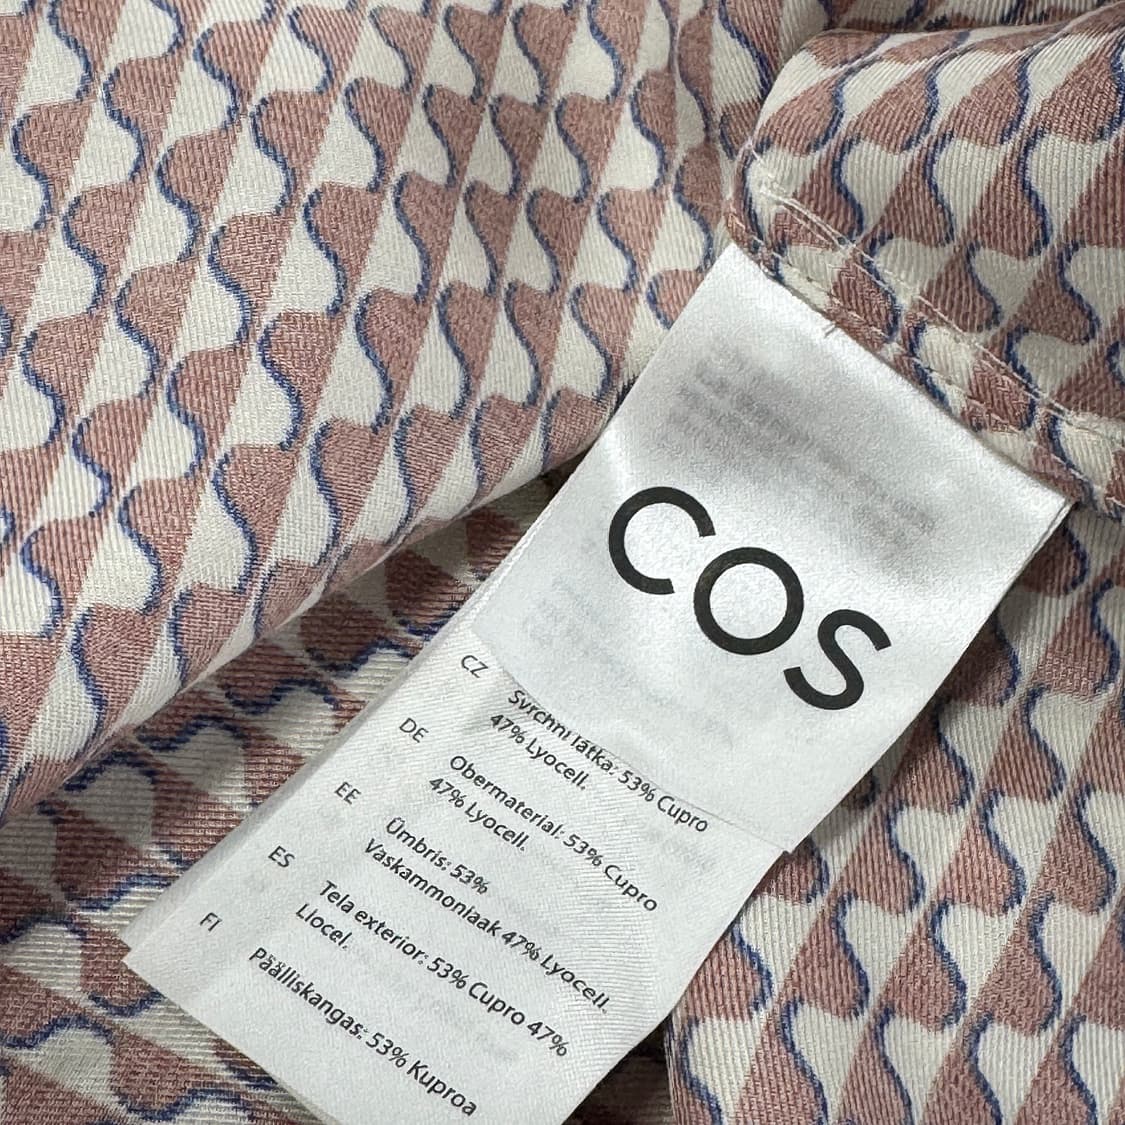 COS
CZ
Svrchní látka: 53% Cupro
47% Lyocell.
DE
Obermaterial: 53% Cupro
47% Lyocell.
EE
Ümbris: 53%
Vaskammoniaak 47% Lyocell.
ES
Tela exterior: 53% Cupro 47%
Liocel.
FI
Päälliskangas: 53% Kuproa